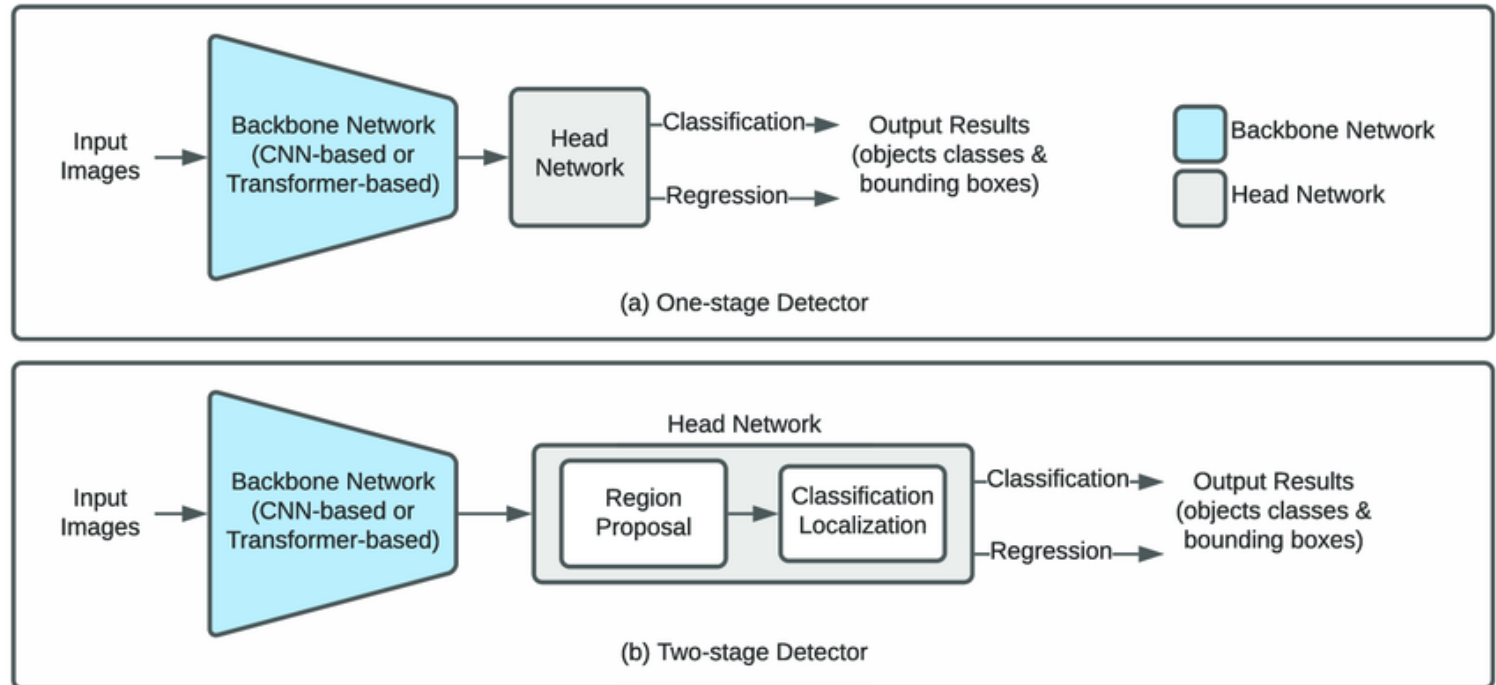 Input
Images
Backbone Network
(CNN-based or
Transformer-based)
Head
Network
Classification
Regression
Output Results
(objects classes &
bounding boxes)
Backbone Network
Head Network
(a) One-stage Detector
Input
Images
Backbone Network
(CNN-based or
Transformer-based)
Head Network
Region
Proposal
Classification
Localization
Classification
Regression
Output Results
(objects classes &
bounding boxes)
(b) Two-stage Detector